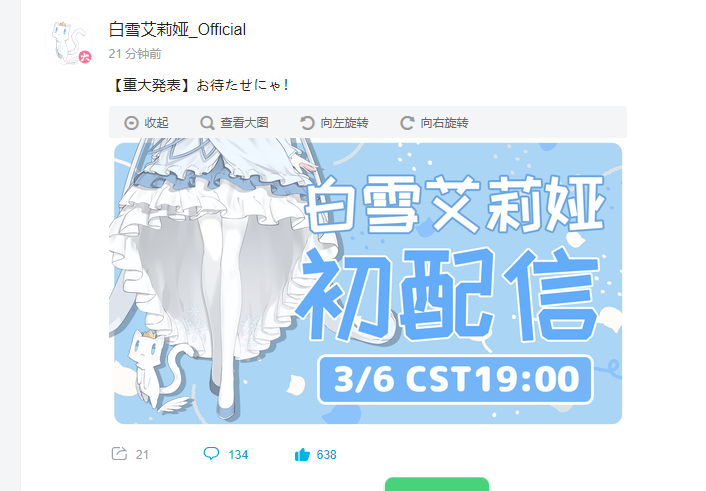 白雪艾莉娅_Official
大
21 分钟前
【重大発表】お待たせにゃ！
收起 查看大图 向左旋转 向右旋转
白雪艾莉娅
初配信
3/6 CST19:00
21 134 638